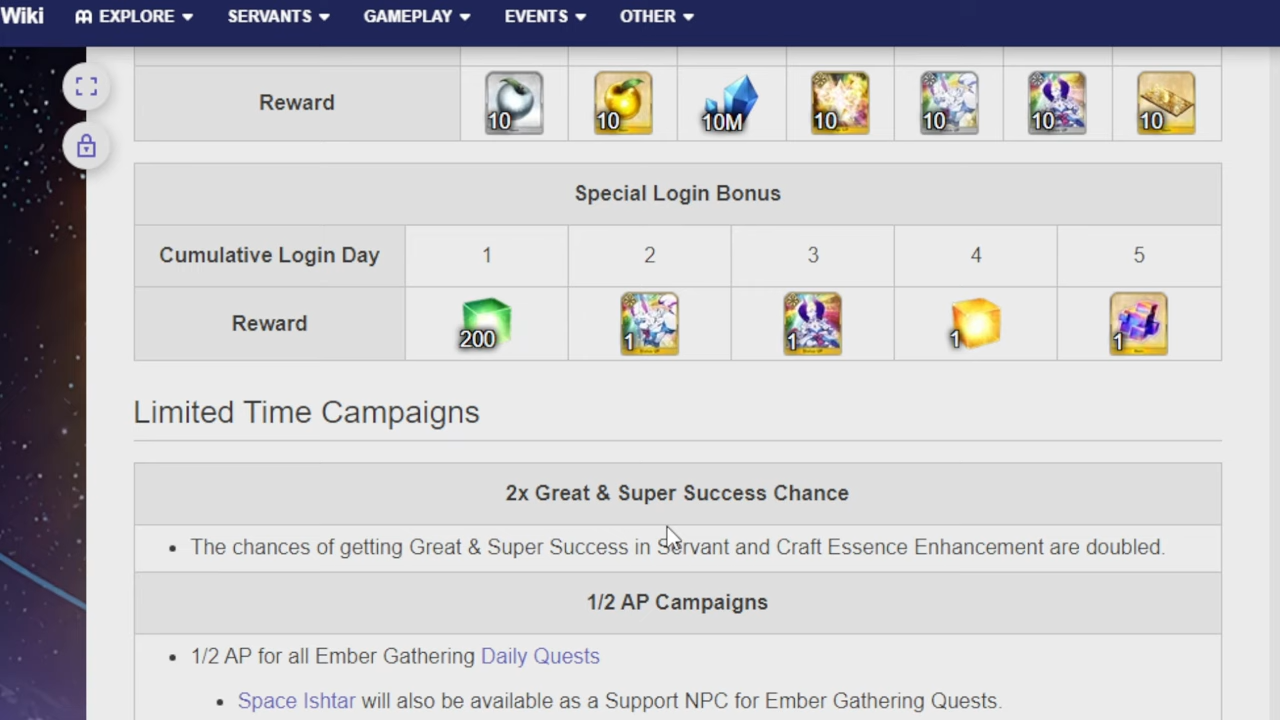 Wiki EXPLORE SERVANTS GAMEPLAY EVENTS OTHER
Reward 10 10 10M 10 10 10 10
Special Login Bonus
Cumulative Login Day 1 2 3 4 5
Reward 200 1 1 1 1
Limited Time Campaigns
2x Great & Super Success Chance
• The chances of getting Great & Super Success in Servant and Craft Essence Enhancement are doubled.
1/2 AP Campaigns
• 1/2 AP for all Ember Gathering Daily Quests
• Space Ishtar will also be available as a Support NPC for Ember Gathering Quests.